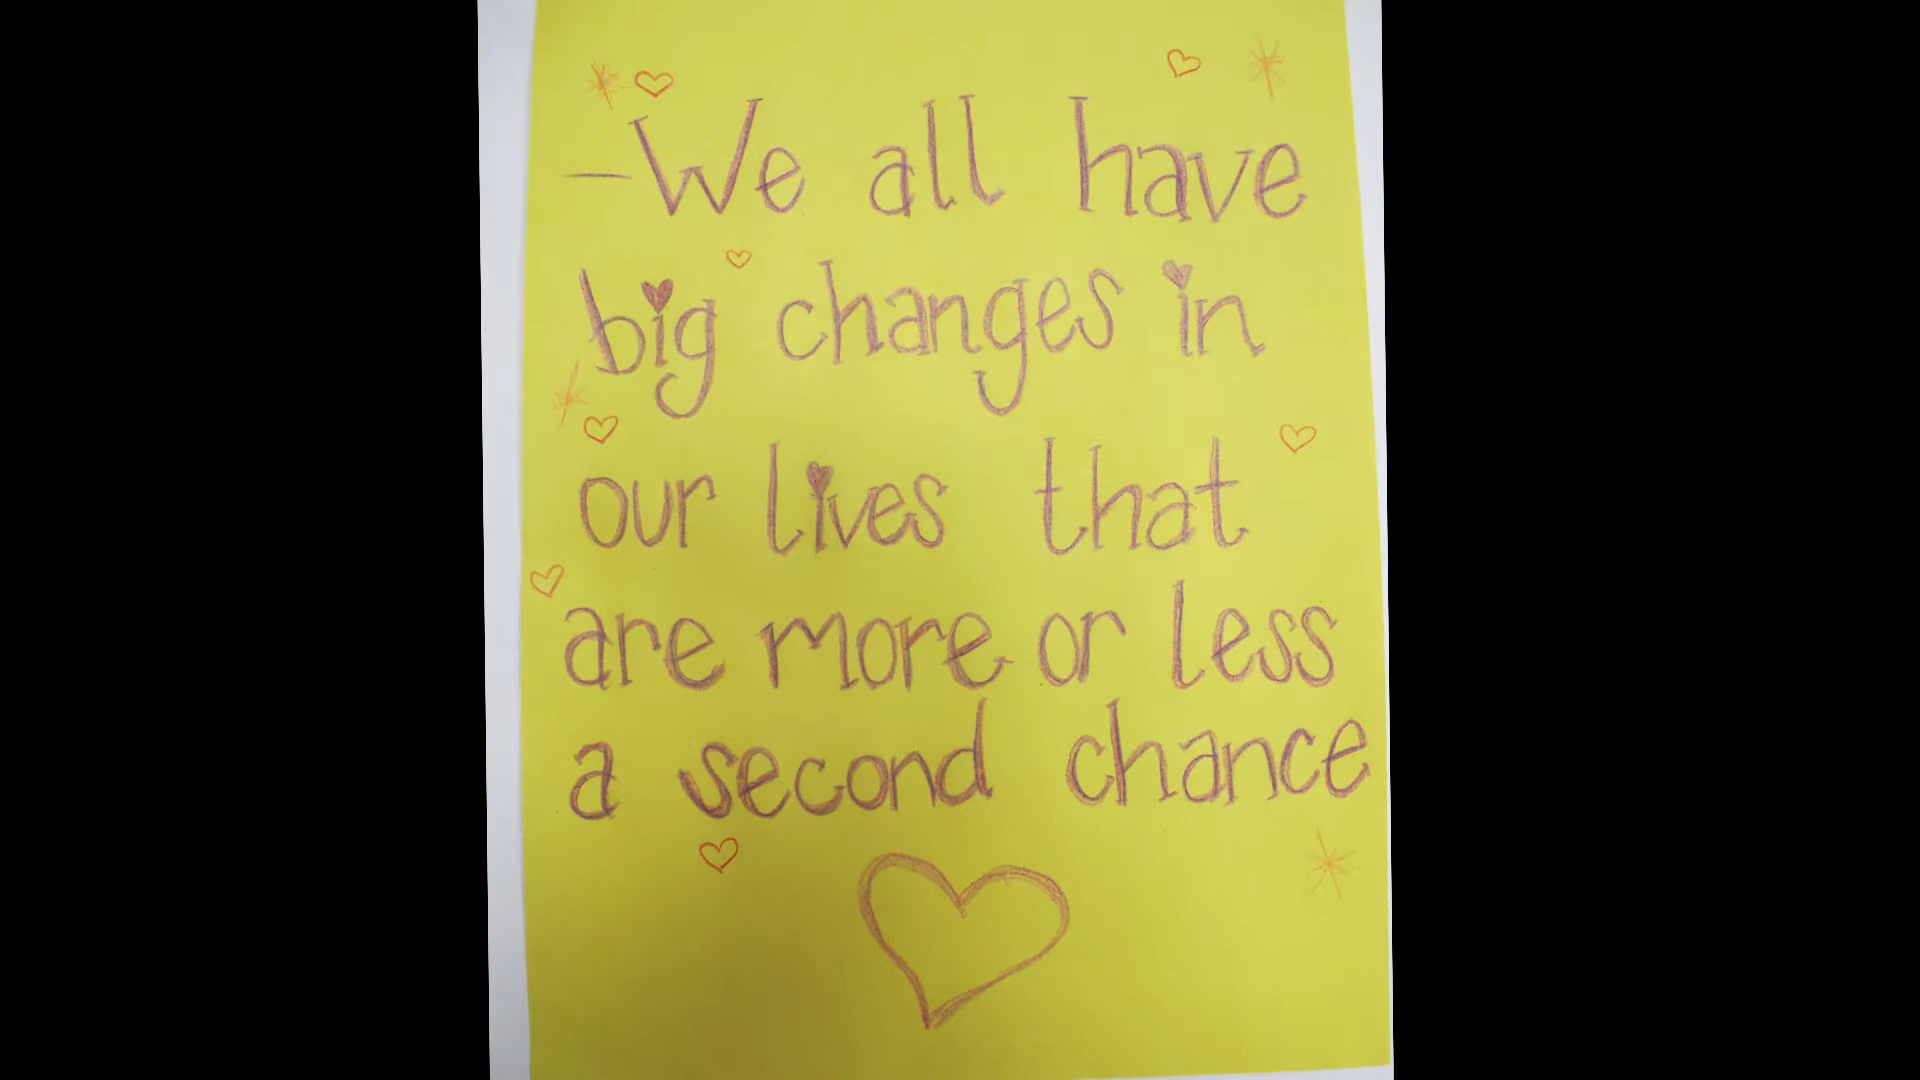 -We all have
big changes in
our lives that
are more or less
a second chance